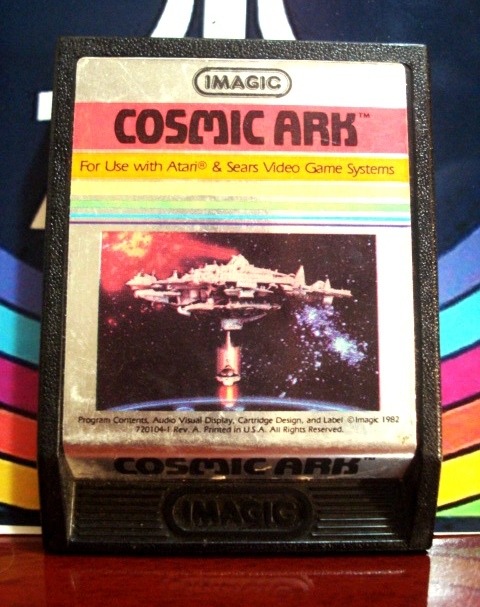 IMAGIC
COSMIC ARK™
For Use with Atari® & Sears Video Game Systems
Program Contents, Audio Visual Display, Cartridge Design, and Label ©Imagic 1982
720104-1 Rev. A. Printed in U.S.A. All Rights Reserved.
COSMIC ARK™
IMAGIC